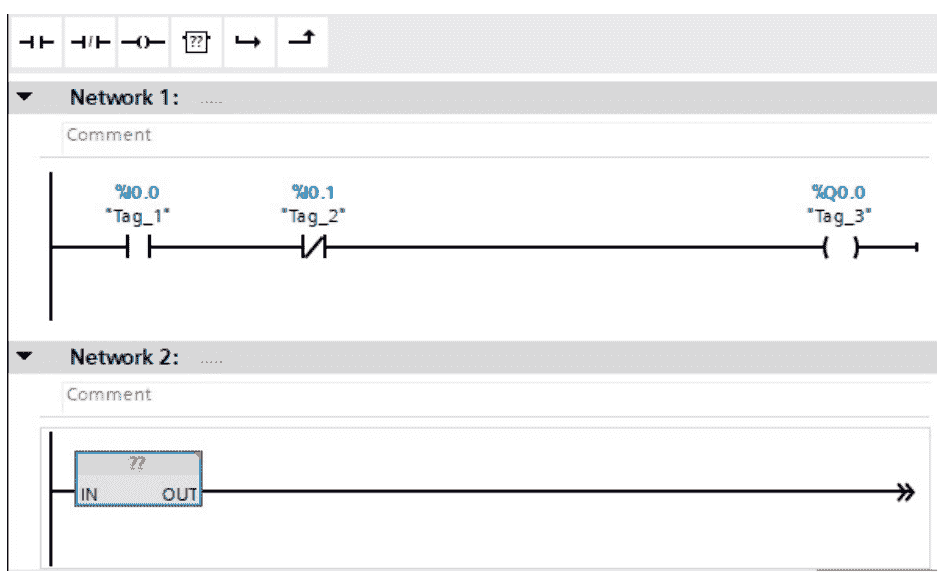 ??
Network 1: .....
Comment
%I0.0 %I0.1 %Q0.0
"Tag_1" "Tag_2" "Tag_3"
Network 2: .....
Comment
??
IN OUT